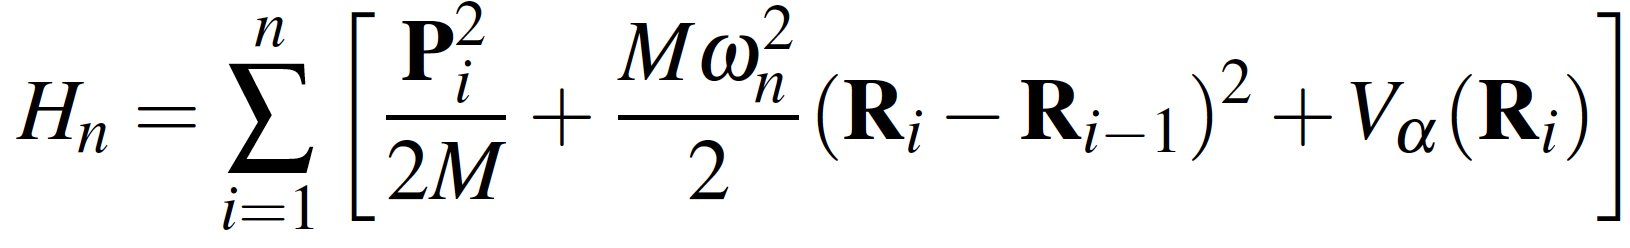 $H_n = \sum_{i=1}^{n} \left[ \frac{\mathbf{P}_i^2}{2M} + \frac{M\omega_n^2}{2} (\mathbf{R}_i - \mathbf{R}_{i-1})^2 + V_\alpha(\mathbf{R}_i) \right]$